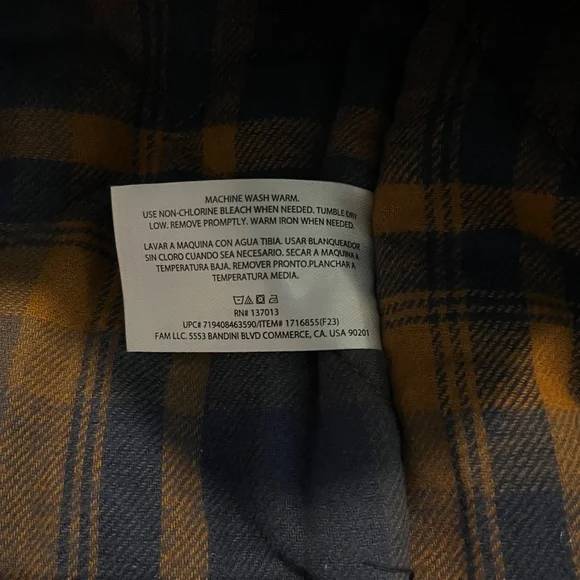 MACHINE WASH WARM.
USE NON-CHLORINE BLEACH WHEN NEEDED. TUMBLE DRY
LOW. REMOVE PROMPTLY. WARM IRON WHEN NEEDED.
LAVAR A MAQUINA CON AGUA TIBIA. USAR BLANQUEADOR
SIN CLORO CUANDO SEA NECESARIO. SECAR A MAQUINA A
TEMPERATURA BAJA. REMOVER PRONTO.PLANCHAR A
TEMPERATURA MEDIA.
RN# 137013
UPC# 719408463590/ITEM# 1716855(F23)
FAM LLC. 5553 BANDINI BLVD COMMERCE, CA. USA 90201